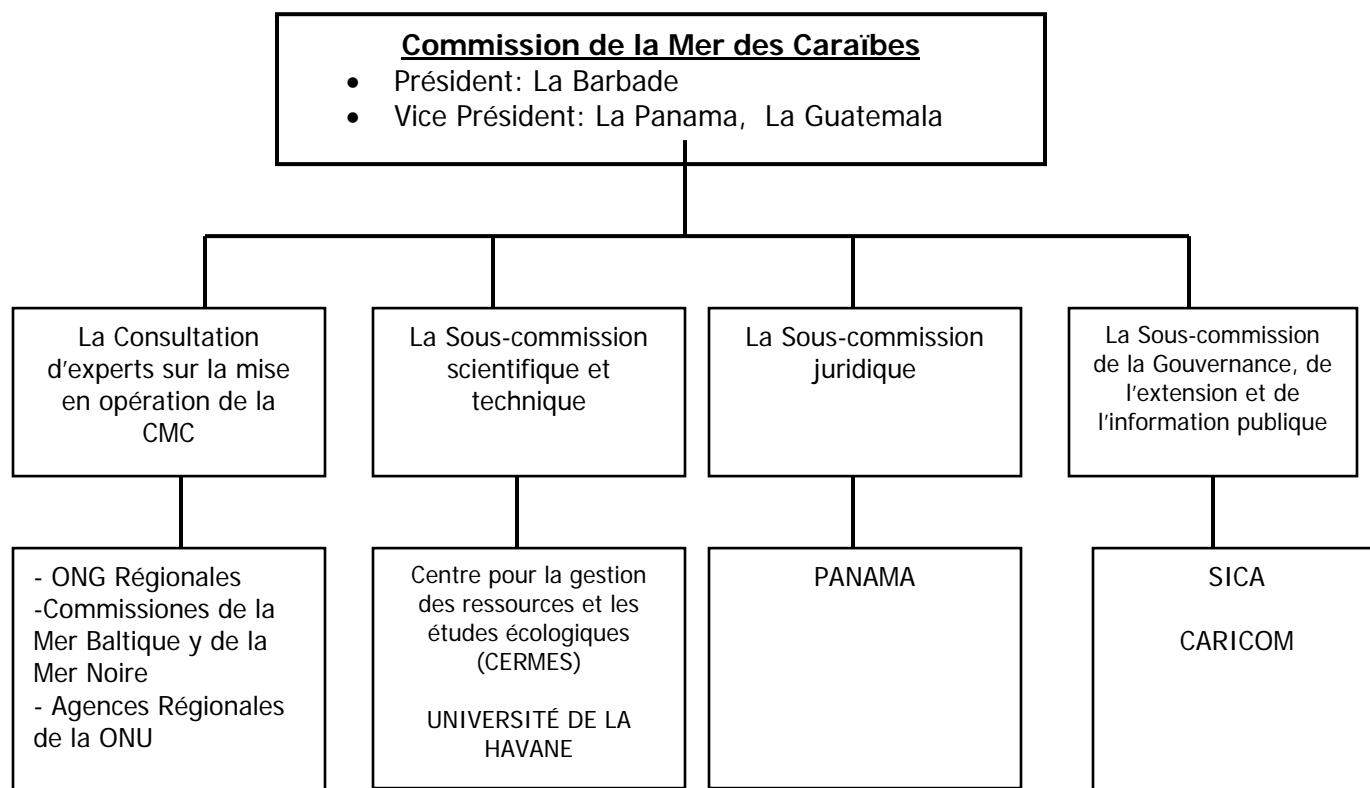 Commission de la Mer des Caraïbes
• Président: La Barbade
• Vice Président: La Panama, La Guatemala
La Consultation
d'experts sur la mise
en opération de la
CMC
La Sous-commission
scientifique et
technique
La Sous-commission
juridique
La Sous-commission
de la Gouvernance, de
l'extension et de
l'information publique
- ONG Régionales
-Commissiones de la
Mer Baltique y de la
Mer Noire
- Agences Régionales
de la ONU
Centre pour la gestion
des ressources et les
études écologiques
(CERMES)
UNIVERSITÉ DE LA
HAVANE
PANAMA
SICA
CARICOM